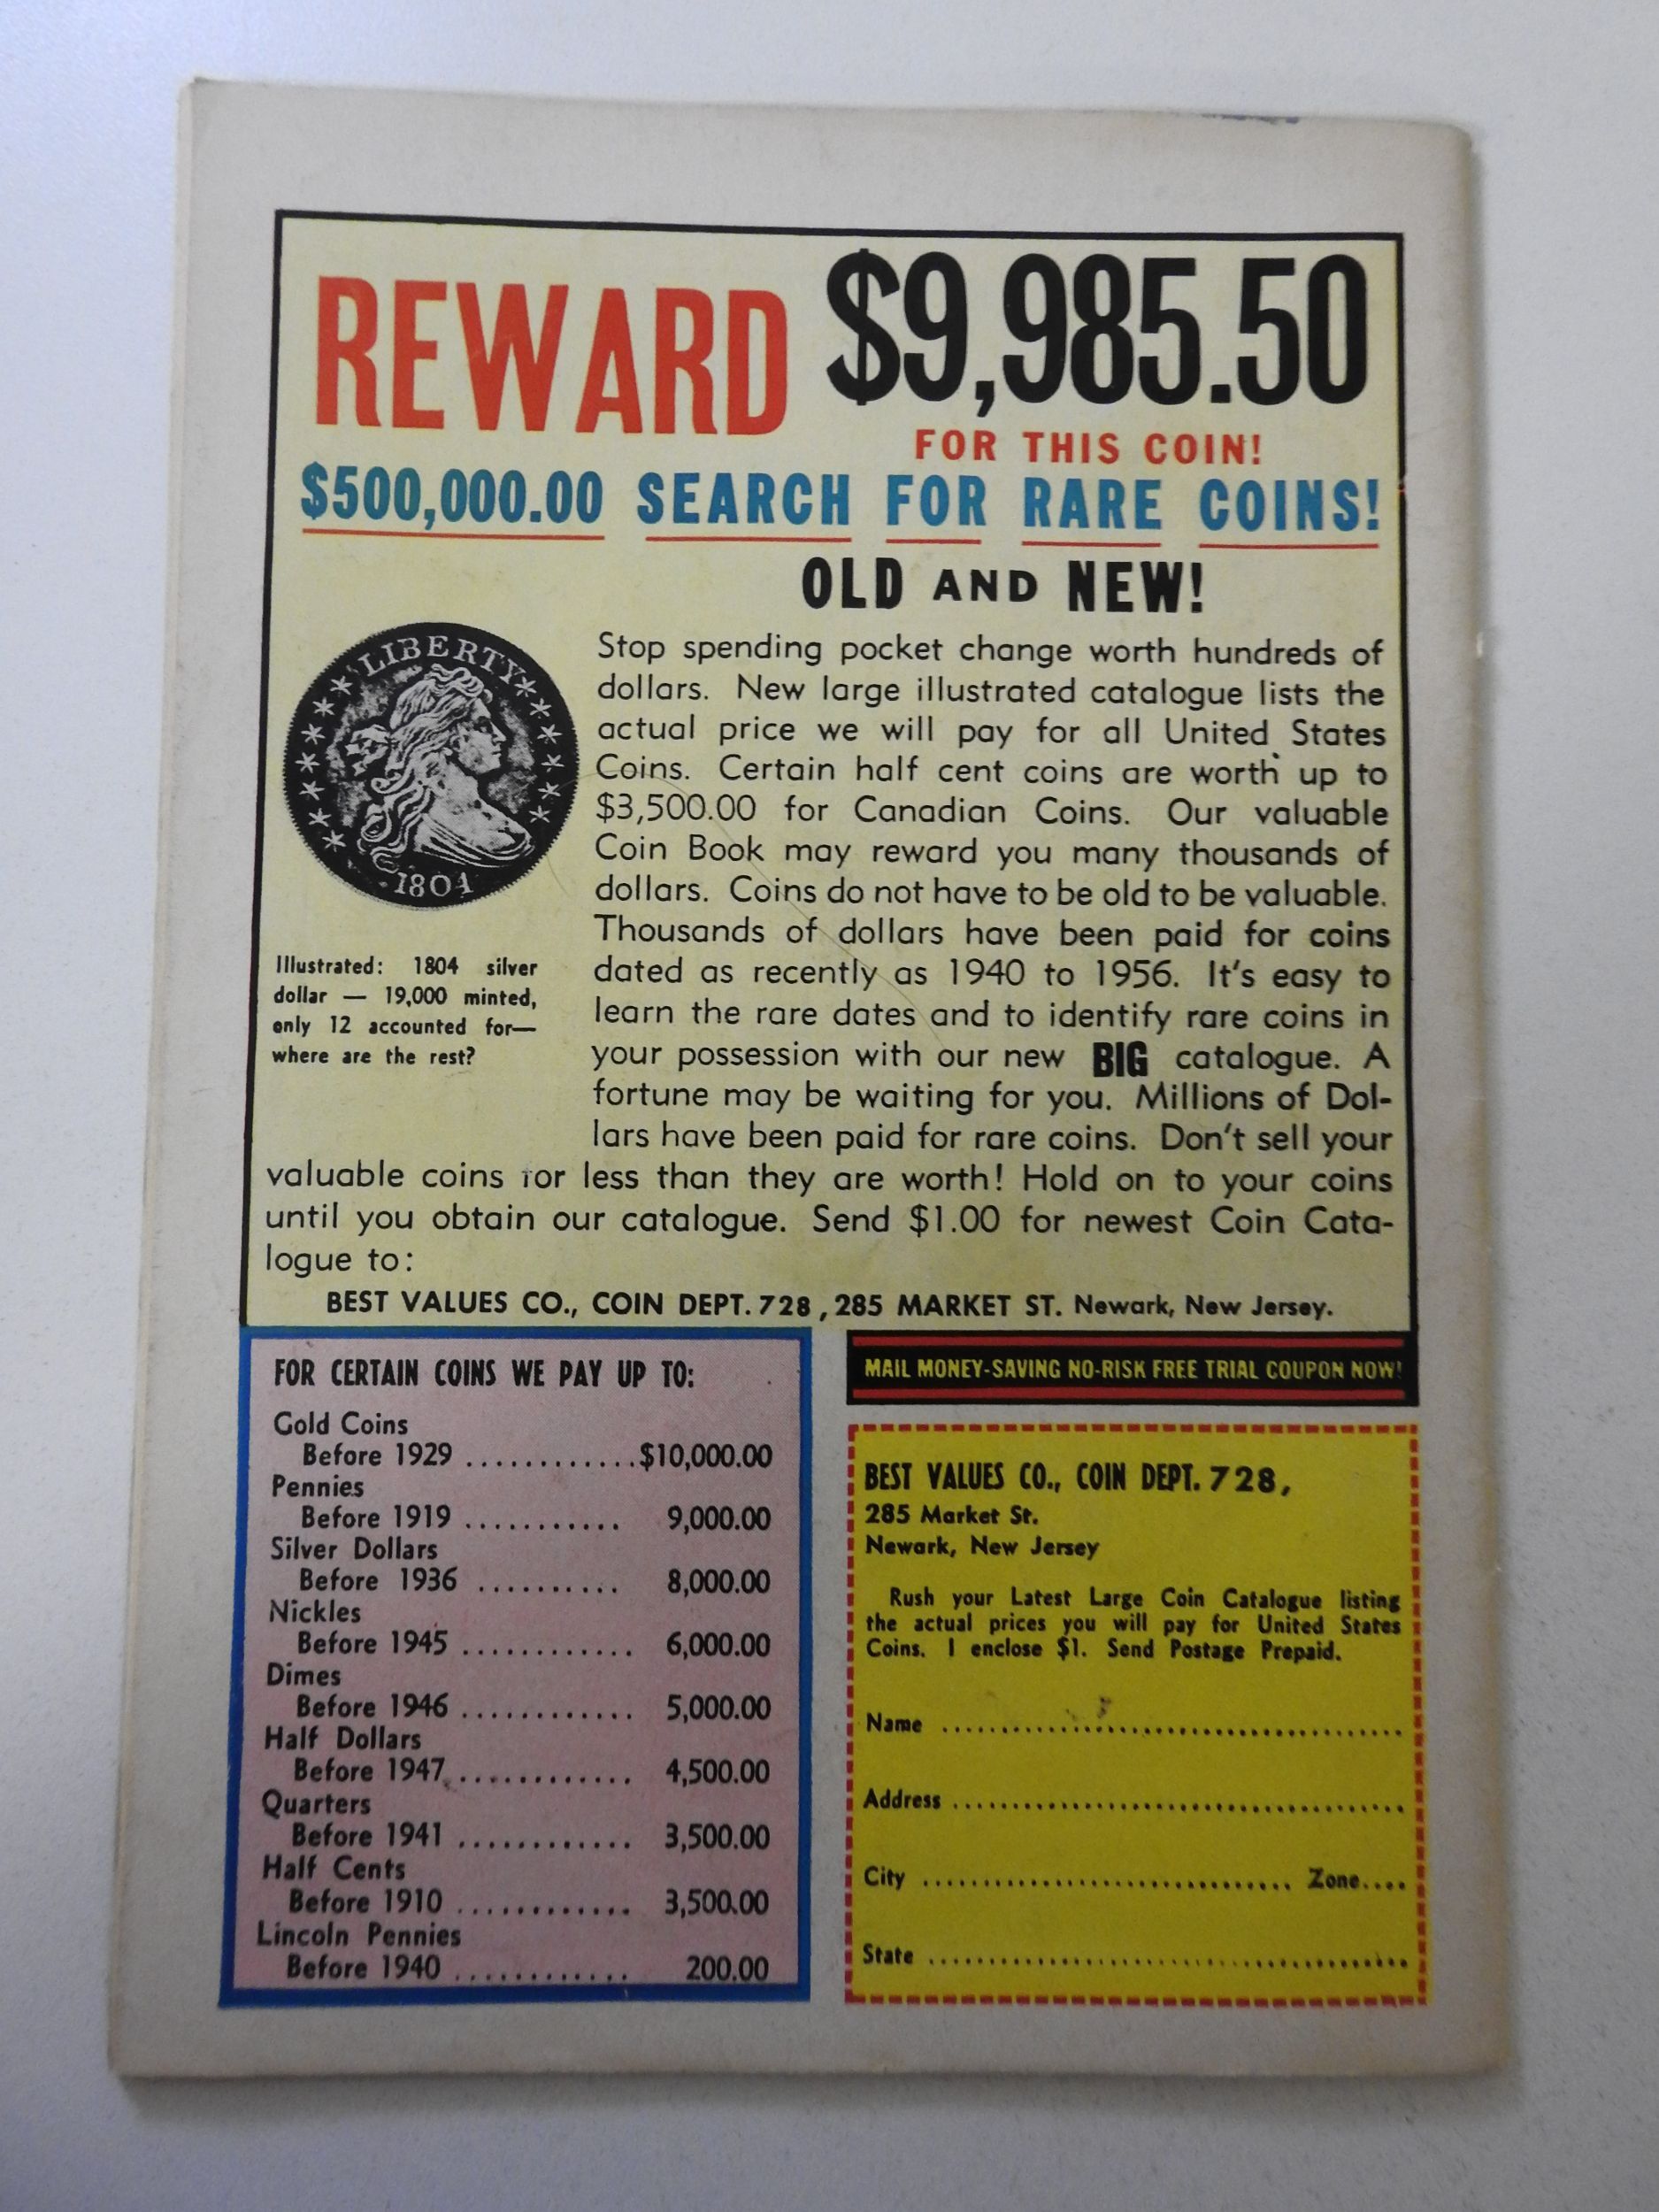 REWARD $9,985.50
FOR THIS COIN!
$500,000.00 SEARCH FOR RARE COINS!
OLD AND NEW!
LIBERTY
1804
Illustrated: 1804 silver
dollar — 19,000 minted,
only 12 accounted for—
where are the rest?
Stop spending pocket change worth hundreds of
dollars. New large illustrated catalogue lists the
actual price we will pay for all United States
Coins. Certain half cent coins are worth up to
$3,500.00 for Canadian Coins. Our valuable
Coin Book may reward you many thousands of
dollars. Coins do not have to be old to be valuable.
Thousands of dollars have been paid for coins
dated as recently as 1940 to 1956. It's easy to
learn the rare dates and to identify rare coins in
your possession with our new BIG catalogue. A
fortune may be waiting for you. Millions of Dol-
lars have been paid for rare coins. Don't sell your
valuable coins for less than they are worth! Hold on to your coins
until you obtain our catalogue. Send $1.00 for newest Coin Cata-
logue to:
BEST VALUES CO., COIN DEPT. 728, 285 MARKET ST. Newark, New Jersey.
FOR CERTAIN COINS WE PAY UP TO:
Gold Coins
Before 1929 ............$10,000.00
Pennies
Before 1919 ........... 9,000.00
Silver Dollars
Before 1936 .......... 8,000.00
Nickles
Before 1945 ............ 6,000.00
Dimes
Before 1946 ............ 5,000.00
Half Dollars
Before 1947 ............ 4,500.00
Quarters
Before 1941 ............ 3,500.00
Half Cents
Before 1910 ............ 3,500.00
Lincoln Pennies
Before 1940 ............ 200.00
MAIL MONEY-SAVING NO-RISK FREE TRIAL COUPON NOW!
BEST VALUES CO., COIN DEPT. 728,
285 Market St.
Newark, New Jersey
Rush your Latest Large Coin Catalogue listing
the actual prices you will pay for United States
Coins. I enclose $1. Send Postage Prepaid.
Name ........................................
Address ........................................
City ................................ Zone....
State ........................................